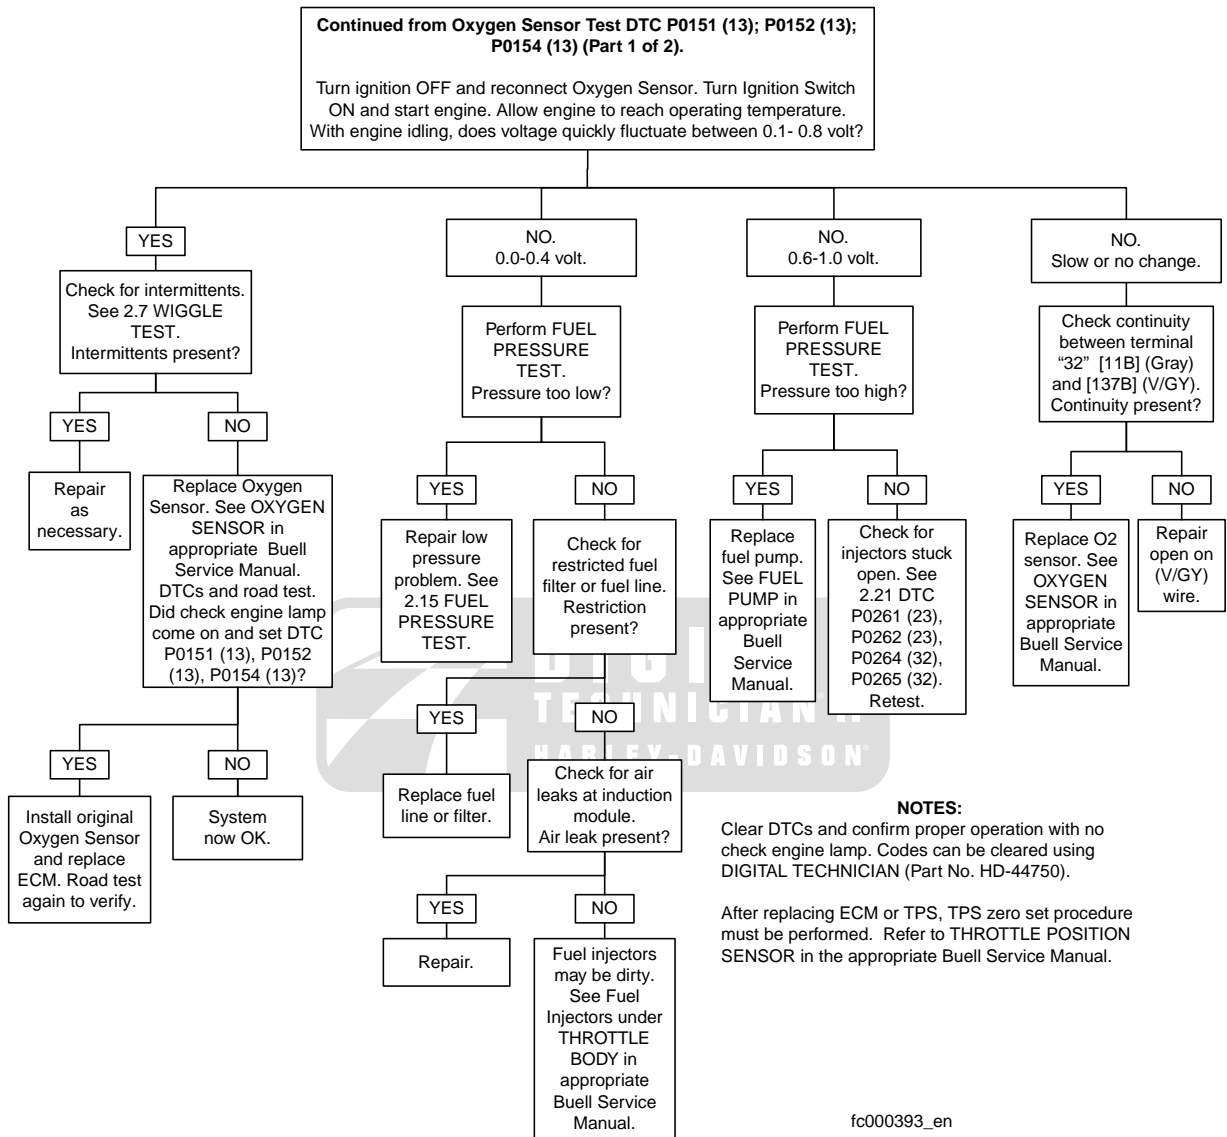 Continued from Oxygen Sensor Test DTC P0151 (13); P0152 (13);
P0154 (13) (Part 1 of 2).
Turn ignition OFF and reconnect Oxygen Sensor. Turn Ignition Switch
ON and start engine. Allow engine to reach operating temperature.
With engine idling, does voltage quickly fluctuate between 0.1- 0.8 volt?
YES
Check for intermittents.
See 2.7 WIGGLE
TEST.
Intermittents present?
YES
Repair
as
necessary.
NO
Replace Oxygen
Sensor. See OXYGEN
SENSOR in
appropriate Buell
Service Manual.
DTCs and road test.
Did check engine lamp
come on and set DTC
P0151 (13), P0152
(13), P0154 (13)?
YES
Install original
Oxygen Sensor
and replace
ECM. Road test
again to verify.
NO
System
now OK.
NO.
0.0-0.4 volt.
Perform FUEL
PRESSURE
TEST.
Pressure too low?
YES
Repair low
pressure
problem. See
2.15 FUEL
PRESSURE
TEST.
NO
Check for
restricted fuel
filter or fuel line.
Restriction
present?
YES
Replace fuel
line or filter.
NO
Check for air
leaks at induction
module.
Air leak present?
YES
Repair.
NO
Fuel injectors
may be dirty.
See Fuel
Injectors under
THROTTLE
BODY in
appropriate
Buell Service
Manual.
NO.
0.6-1.0 volt.
Perform FUEL
PRESSURE
TEST.
Pressure too high?
YES
Replace
fuel pump.
See FUEL
PUMP in
appropriate
Buell
Service
Manual.
NO
Check for
injectors stuck
open. See
2.21 DTC
P0261 (23),
P0262 (23),
P0264 (32),
P0265 (32).
Retest.
NO.
Slow or no change.
Check continuity
between terminal
“32” [11B] (Gray)
and [137B] (V/GY).
Continuity present?
YES
Replace O2
sensor. See
OXYGEN
SENSOR in
appropriate
Buell Service
Manual.
NO
Repair
open on
(V/GY)
wire.
TECHNICIAN
HARLEY-DAVIDSON
NOTES:
Clear DTCs and confirm proper operation with no
check engine lamp. Codes can be cleared using
DIGITAL TECHNICIAN (Part No. HD-44750).
After replacing ECM or TPS, TPS zero set procedure
must be performed. Refer to THROTTLE POSITION
SENSOR in the appropriate Buell Service Manual.
fc000393_en